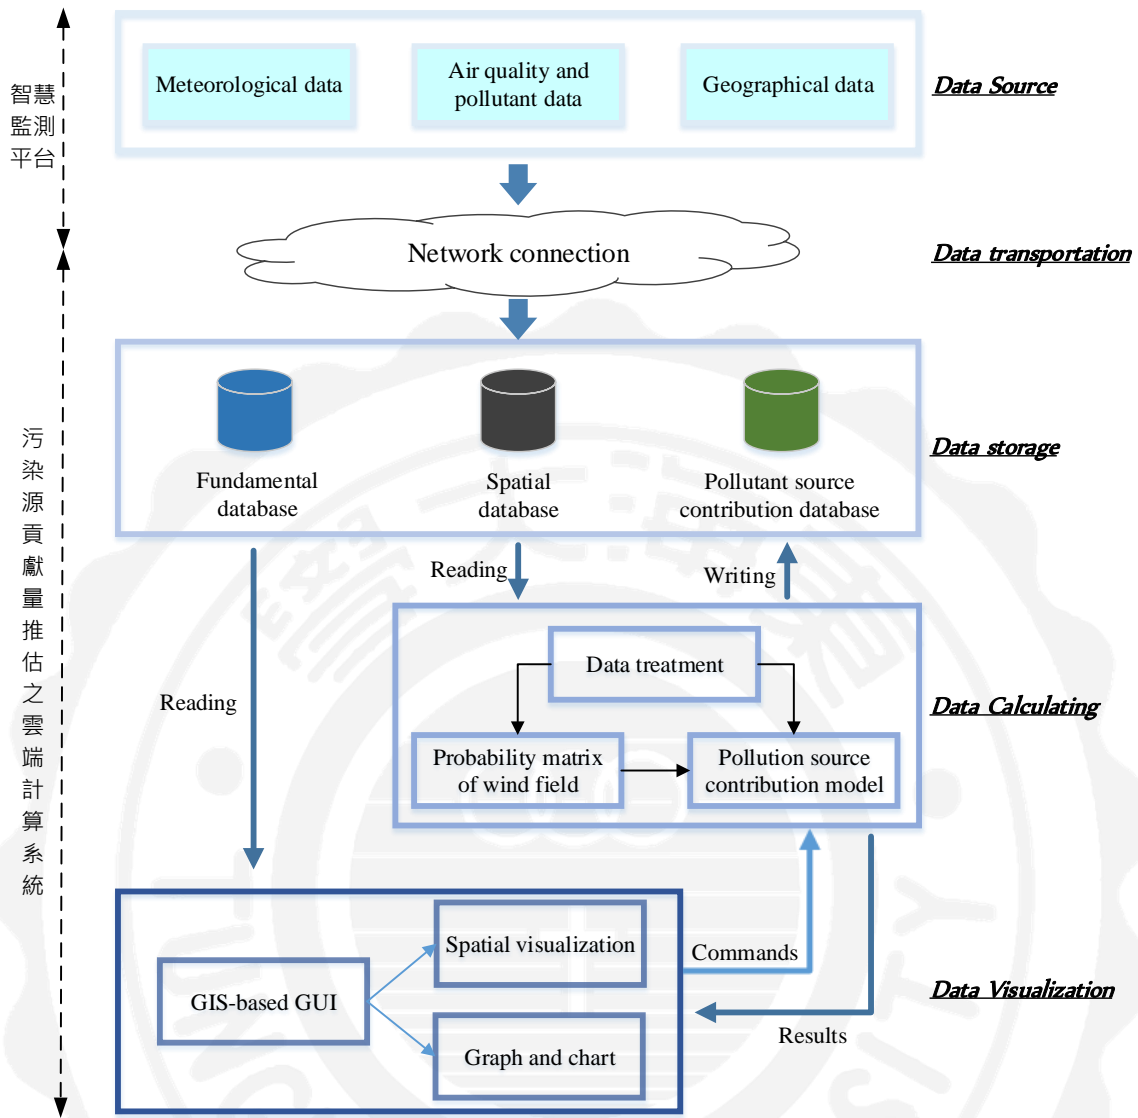 智慧
監測
平台
Meteorological data
Air quality and
pollutant data
Geographical data
Data Source
Network connection
Data transportation
污
染
源
貢
獻
量
推
估
之
雲
端
計
算
系
統
Fundamental
database
Spatial
database
Pollutant source
contribution database
Data storage
Reading
Reading
Writing
Data treatment
Probability matrix
of wind field
Pollution source
contribution model
Data Calculating
GIS-based GUI
Spatial visualization
Graph and chart
Commands
Results
Data Visualization